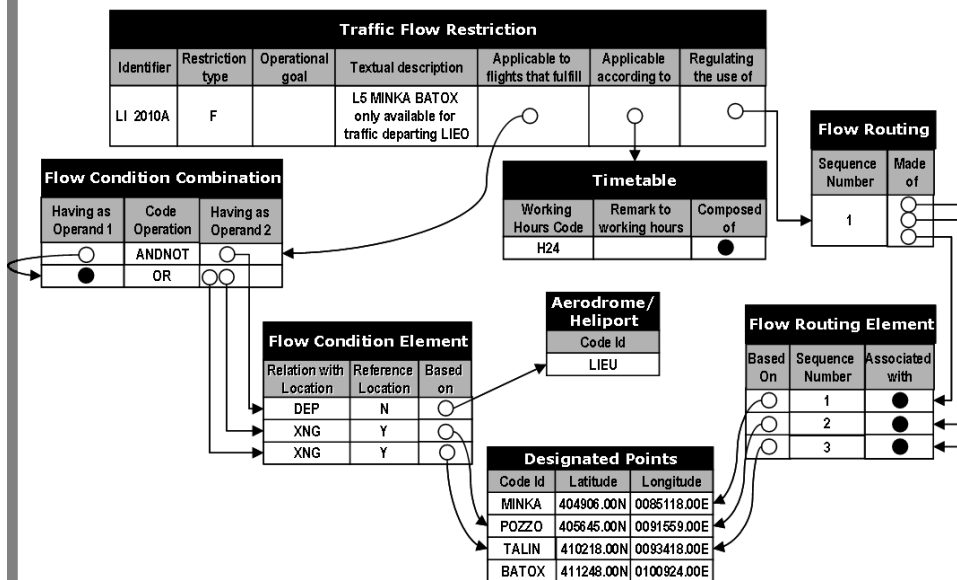 Traffic Flow Restriction
Identifier Restriction type Operational goal Textual description Applicable to flights that fulfill Applicable according to Regulating the use of
LI 2010A F L5 MINKA BATOX only available for traffic departing LIEO
Flow Routing
Sequence Number Made of
1
Flow Condition Combination
Having as Operand 1 Code Operation Having as Operand 2
ANDNOT
OR
Timetable
Working Hours Code Remark to working hours Composed of
H24
Aerodrome/
Heliport
Code Id
LIEU
Flow Condition Element
Relation with Location Reference Location Based on
DEP N
XNG Y
XNG Y
Flow Routing Element
Based On Sequence Number Associated with
1
2
3
Designated Points
Code Id Latitude Longitude
MINKA 404906.00N 0085118.00E
POZZO 405645.00N 0091559.00E
TALIN 410218.00N 0093418.00E
BATOX 411248.00N 0100924.00E